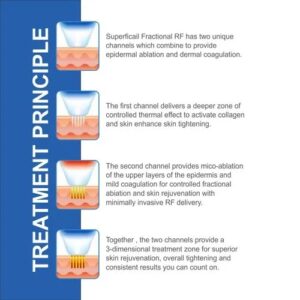 TREATMENT PRINCIPLE
Superficail Fractional RF has two unique
channels which combine to provide
epidermal ablation and dermal coagulation.
The first channel delivers a deeper zone of
controlled thermal effect to activate collagen
and skin enhance skin tightening.
The second channel provides mico-ablation
of the upper layers of the epidermis and
mild coagulation for controlled fractional
ablation and skin rejuvenation with
minimally invasive RF delivery.
Together , the two channels provide a
3-dimensional treatment zone for superior
skin rejuvenation, overall tightening and
consistent results you can count on.